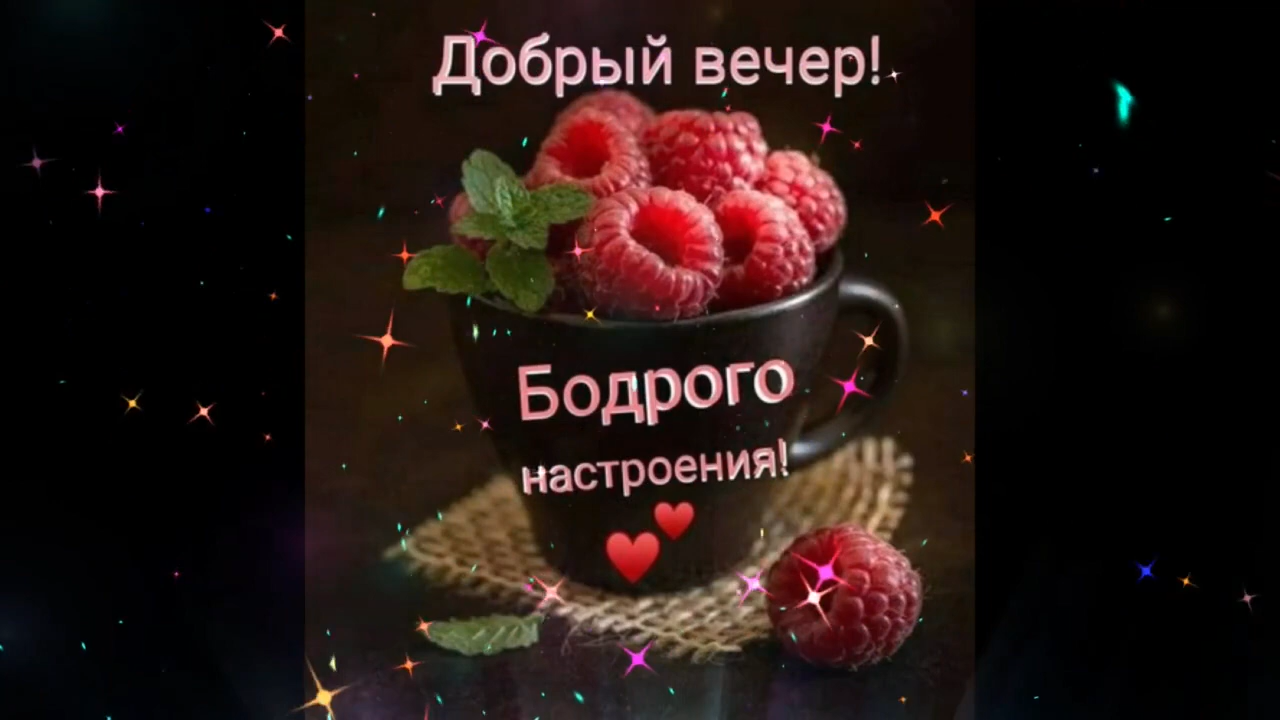 Добрый вечер!
Бодрого
настроения!